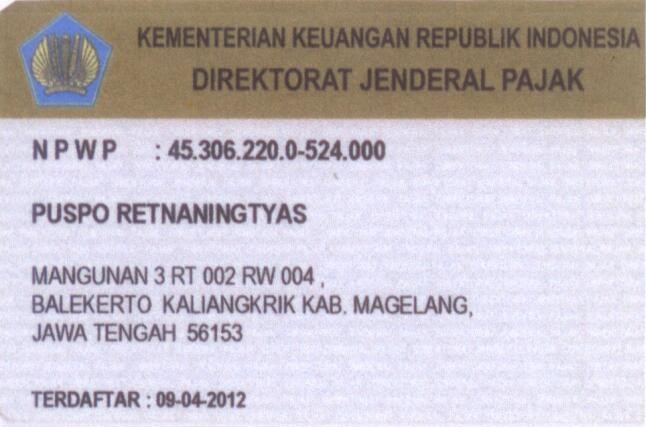 KEMENTERIAN KEUANGAN REPUBLIK INDONESIA
DIREKTORAT JENDERAL PAJAK
N P W P : 45.306.220.0-524.000
PUSPO RETNANINGTYAS
MANGUNAN 3 RT 002 RW 004 ,
BALEKERTO KALIANGKRIK KAB. MAGELANG,
JAWA TENGAH 56153
TERDAFTAR : 09-04-2012